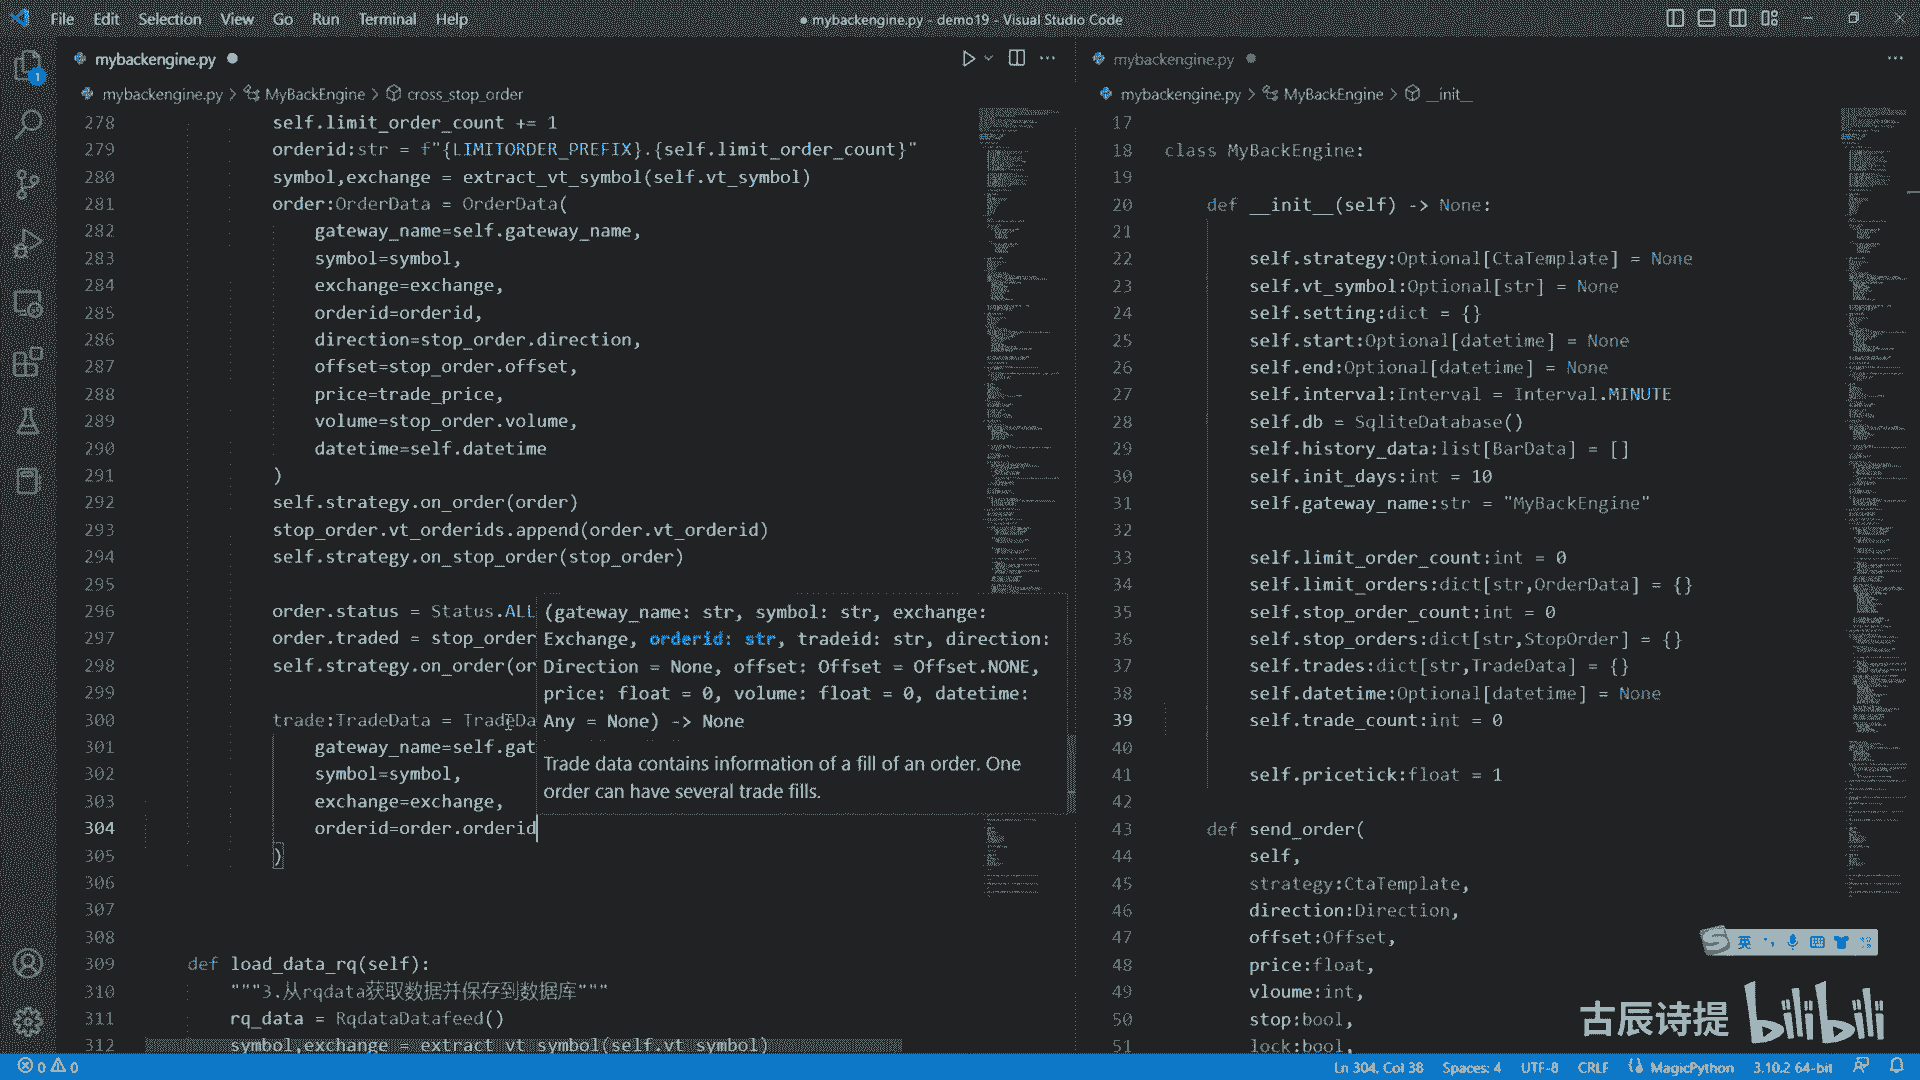 File Edit Selection View Go Run Terminal Help
● mybackengine.py - demo19 - Visual Studio Code
mybackengine.py
mybackengine.py > MyBackEngine > cross_stop_order
278 self.limit_order_count += 1
279 orderid:str = f"{LIMITORDER_PREFIX}.{self.limit_order_count}"
280 symbol,exchange = extract_vt_symbol(self.vt_symbol)
281 order:OrderData = OrderData(
282 gateway_name=self.gateway_name,
283 symbol=symbol,
284 exchange=exchange,
285 orderid=orderid,
286 direction=stop_order.direction,
287 offset=stop_order.offset,
288 price=trade_price,
289 volume=stop_order.volume,
290 datetime=self.datetime
291 )
292 self.strategy.on_order(order)
293 stop_order.vt_orderids.append(order.vt_orderid)
294 self.strategy.on_stop_order(stop_order)
295
296 order.status = Status.ALL
297 order.traded = stop_order
298 self.strategy.on_order(or
299
300 trade:TradeData = TradeDa
301 gateway_name=self.gat
302 symbol=symbol,
303 exchange=exchange,
304 orderid=order.orderid
305 )
306
307
308
309 def load_data_rq(self):
310 """3.从rqdata获取数据并保存到数据库"""
311 rq_data = RqdataDatafeed()
312 symbol,exchange = extract_vt_symbol(self.vt_symbol)
(gateway_name: str, symbol: str, exchange:
Exchange, orderid: str, tradeid: str, direction:
Direction = None, offset: Offset = Offset.NONE,
price: float = 0, volume: float = 0, datetime:
Any = None) -> None
Trade data contains information of a fill of an order. One
order can have several trade fills.
mybackengine.py
mybackengine.py > MyBackEngine > __init__
17
18 class MyBackEngine:
19
20 def __init__(self) -> None:
21
22 self.strategy:Optional[CtaTemplate] = None
23 self.vt_symbol:Optional[str] = None
24 self.setting:dict = {}
25 self.start:Optional[datetime] = None
26 self.end:Optional[datetime] = None
27 self.interval:Interval = Interval.MINUTE
28 self.db = SqliteDatabase()
29 self.history_data:list[BarData] = []
30 self.init_days:int = 10
31 self.gateway_name:str = "MyBackEngine"
32
33 self.limit_order_count:int = 0
34 self.limit_orders:dict[str,OrderData] = {}
35 self.stop_order_count:int = 0
36 self.stop_orders:dict[str,StopOrder] = {}
37 self.trades:dict[str,TradeData] = {}
38 self.datetime:Optional[datetime] = None
39 self.trade_count:int = 0
40
41 self.pricetick:float = 1
42
43 def send_order(
44 self,
45 strategy:CtaTemplate,
46 direction:Direction,
47 offset:Offset,
48 price:float,
49 vloume:int,
50 stop:bool,
51 lock:bool,
1
英
古辰诗提 bilibili
0 0 Ln 304, Col 38 Spaces: 4 UTF-8 CRLF MagicPython 3.10.2 64-bit